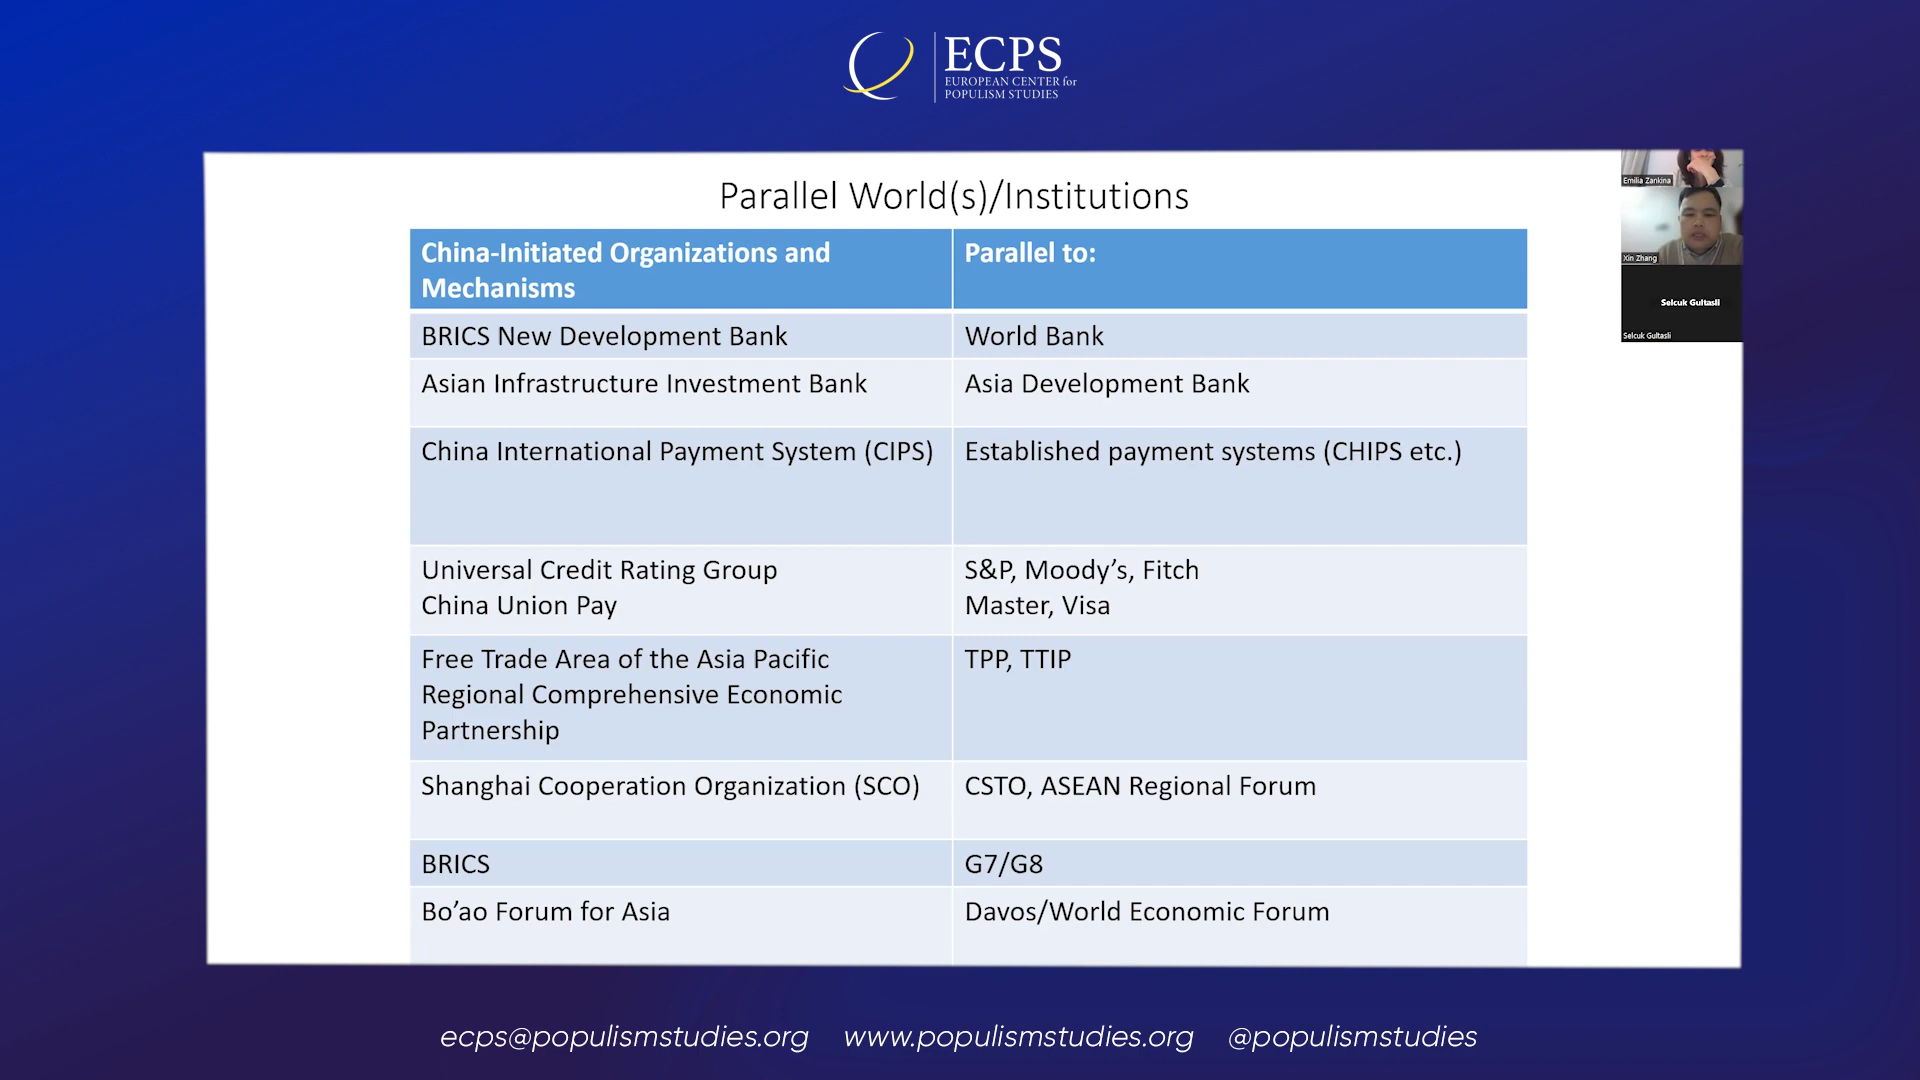 ECPS
EUROPEAN CENTER for
POPULISM STUDIES
Parallel World(s)/Institutions
China-Initiated Organizations and
Mechanisms
Parallel to:
BRICS New Development Bank
World Bank
Asian Infrastructure Investment Bank
Asia Development Bank
China International Payment System (CIPS)
Established payment systems (CHIPS etc.)
Universal Credit Rating Group
China Union Pay
S&P, Moody’s, Fitch
Master, Visa
Free Trade Area of the Asia Pacific
Regional Comprehensive Economic
Partnership
TPP, TTIP
Shanghai Cooperation Organization (SCO)
CSTO, ASEAN Regional Forum
BRICS
G7/G8
Bo’ao Forum for Asia
Davos/World Economic Forum
Emilia Zankina
Xin Zhang
Selcuk Gultasli
Selcuk Gultasli
ecps@populismstudies.org www.populismstudies.org @populismstudies